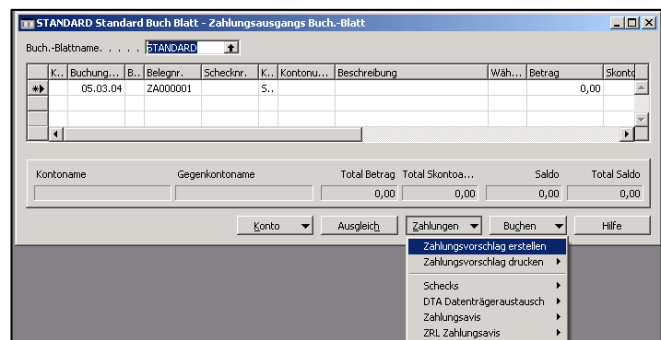 STANDARD Standard Buch Blatt - Zahlungsausgangs Buch.-Blatt
Buch.-Blattname. . . . . STANDARD
K.. Buchung... B.. Belegnr. Schecknr. K.. Kontonu... Beschreibung Wäh... Betrag Skonto
05.03.04 ZA000001 S.. 0,00
Kontoname Gegenkontoname Total Betrag Total Skontoa... Saldo Total Saldo
0,00 0,00 0,00 0,00
Konto Ausgleich Zahlungen Buchen Hilfe
Zahlungsvorschlag erstellen
Zahlungsvorschlag drucken
Schecks
DTA Datenträgeraustausch
Zahlungsavis
ZRL Zahlungsavis